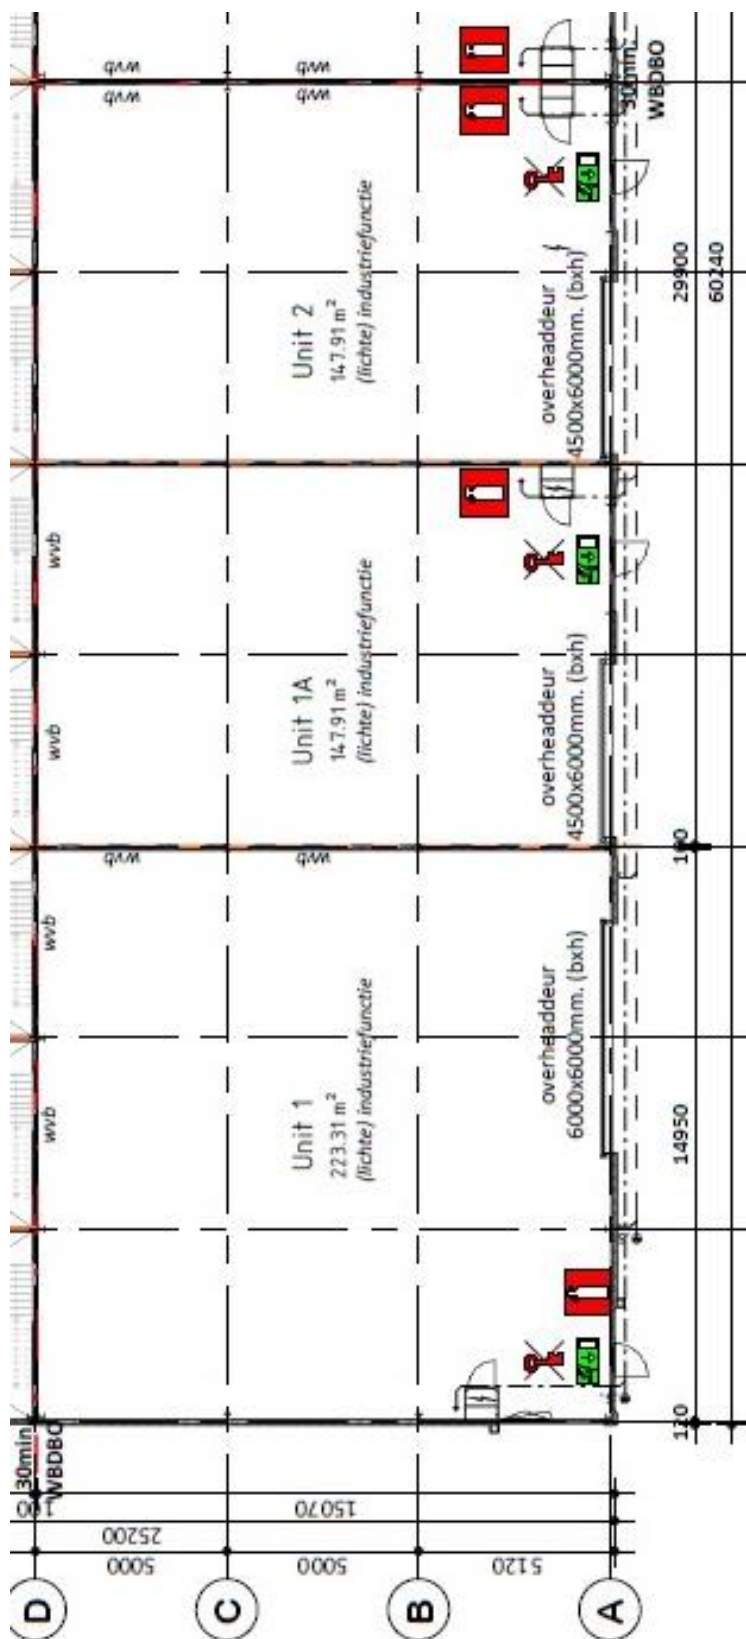 wvb
wvb
wvb
wvb
30min
WBDBO
Unit 2
147.91 m²
(lichte) industriefunctie
overheaddeur
4500x6000mm. (bxh)
29900
60240
wvb
wvb
Unit 1A
147.91 m²
(lichte) industriefunctie
overheaddeur
4500x6000mm. (bxh)
100
wvb
wvb
wvb
wvb
Unit 1
223.31 m²
(lichte) industriefunctie
overheaddeur
6000x6000mm. (bxh)
14950
120
30min
WBDBO
100
15070
25200
5000
5000
5120
D
C
B
A